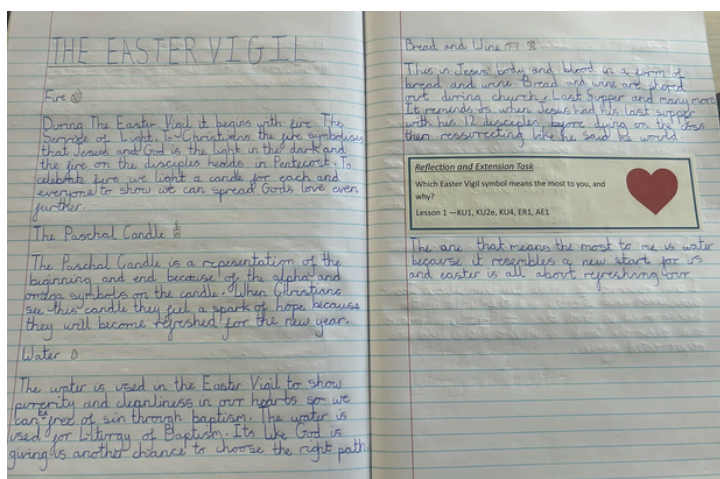 THE EASTER VIGIL
Fire
During The Easter Vigil it begins with fire The
Service of Light. To Christians the fire symbolises
that Jesus and God is the light in the dark and
the fire on the disciples heads in Pentecost. To
celebrate fire we light a candle for each and
everyone to show we can spread Gods love even
further.
The Paschal Candle
The Paschal Candle is a representation of the
beginning and end because of the alpha and
omega symbols on the candle. When Christians
see this candle they feel a spark of hope because
they will become refreshed for the new year.
Water
The water is used in the Easter Vigil to show
purerity and cleanliness in our hearts so we
can be free of sin through baptism. The water is
used for Liturgy of Baptism. Its like God is
giving us another chance to choose the right path
Bread and Wine
This is Jesus' body and blood in a form of
bread and wine. Bread and wine are shared
out during church, Last Supper and many more
It reminds us when Jesus had his last supper
with his 12 disciples before dying on the cross
then ressurecting like he said he would.
Reflection and Extension Task
Which Easter Vigil symbol means the most to you, and
why?
Lesson 1 —KU1, KU2e, KU4, ER1, AE1
The one that means the most to me is water
because it resembles a new start for us
and easter is all about refreshing our